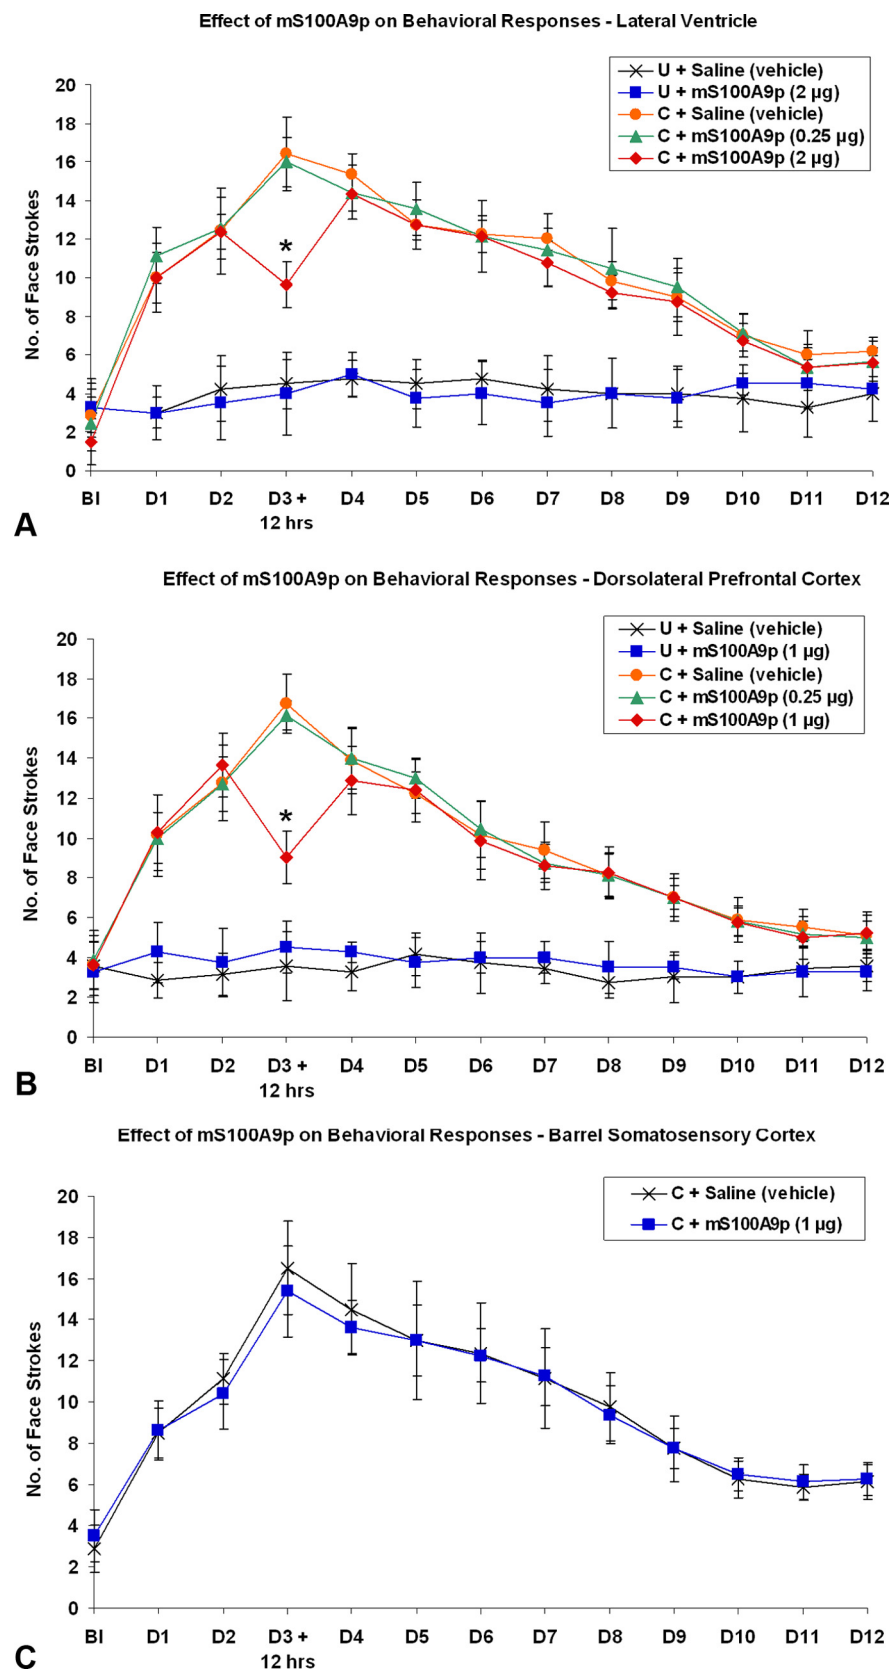 Effect of mS100A9p on Behavioral Responses - Lateral Ventricle
U + Saline (vehicle)
U + mS100A9p (2 µg)
C + Saline (vehicle)
C + mS100A9p (0.25 µg)
C + mS100A9p (2 µg)
No. of Face Strokes
20
18
16
14
12
10
8
6
4
2
0
*
BI D1 D2 D3 + D4 D5 D6 D7 D8 D9 D10 D11 D12
12 hrs
A
Effect of mS100A9p on Behavioral Responses - Dorsolateral Prefrontal Cortex
U + Saline (vehicle)
U + mS100A9p (1 µg)
C + Saline (vehicle)
C + mS100A9p (0.25 µg)
C + mS100A9p (1 µg)
No. of Face Strokes
20
18
16
14
12
10
8
6
4
2
0
*
BI D1 D2 D3 + D4 D5 D6 D7 D8 D9 D10 D11 D12
12 hrs
B
Effect of mS100A9p on Behavioral Responses - Barrel Somatosensory Cortex
C + Saline (vehicle)
C + mS100A9p (1 µg)
No. of Face Strokes
20
18
16
14
12
10
8
6
4
2
0
BI D1 D2 D3 + D4 D5 D6 D7 D8 D9 D10 D11 D12
12 hrs
C